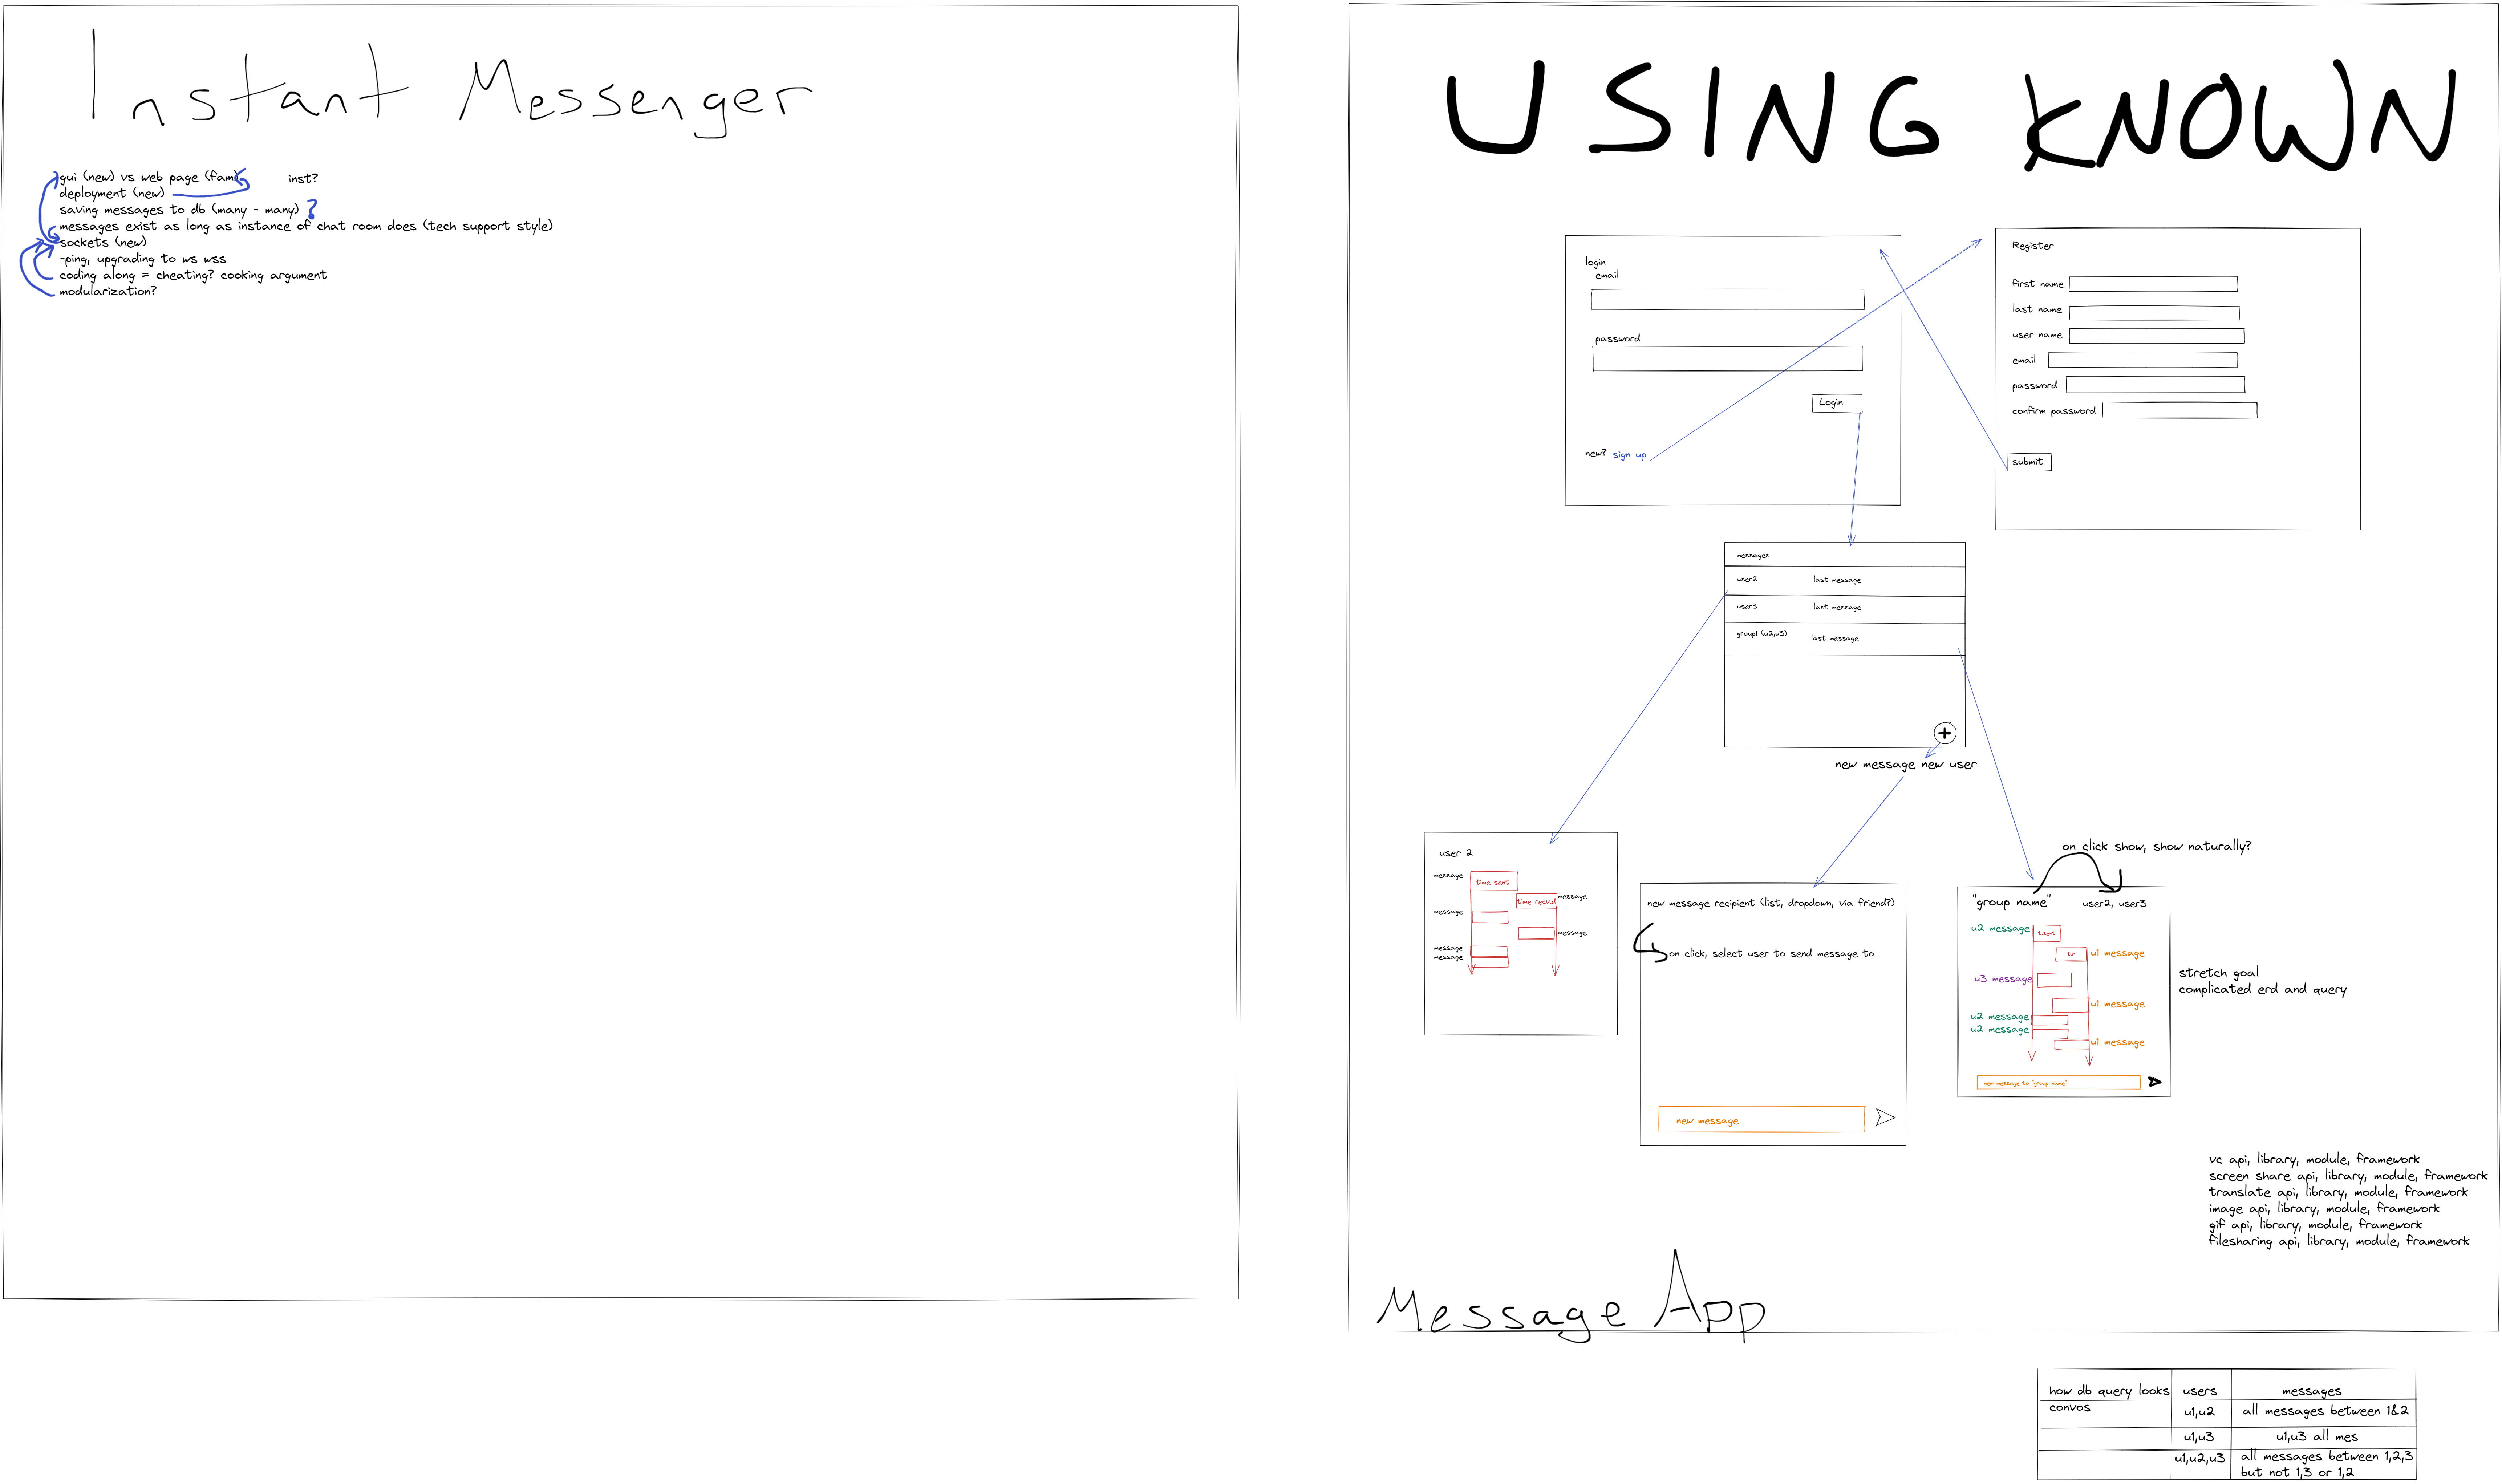 Instant Messenger
gui (new) vs web page (fam) inst?
deployment (new)
saving messages to db (many - many) ?
messages exist as long as instance of chat room does (tech support style)
sockets (new)
-ping, upgrading to ws wss
coding along = cheating? cooking argument
modularization?
USING KNOWN
login
email
password
Login
new? sign up
Register
first name
last name
user name
email
password
confirm password
submit
messages
user2 last message
user3 last message
group1 (u2,u3) last message
+
new message new user
user 2
message
time sent
time recv.d
message
message
message
message
message
new message recipient (list, dropdown, via friend?)
on click, select user to send message to
new message
on click show, show naturally?
"group name" user2, user3
u2 message
t.sent
tr
u1 message
u3 message
u1 message
u2 message
u2 message
u1 message
new message to "group name"
stretch goal
complicated erd and query
vc api, library, module, framework
screen share api, library, module, framework
translate api, library, module, framework
image api, library, module, framework
gif api, library, module, framework
filesharing api, library, module, framework
Message App
how db query looks users messages
convos u1,u2 all messages between 1&2
u1,u3 u1,u3 all mes
u1,u2,u3 all messages between 1,2,3
but not 1,3 or 1,2